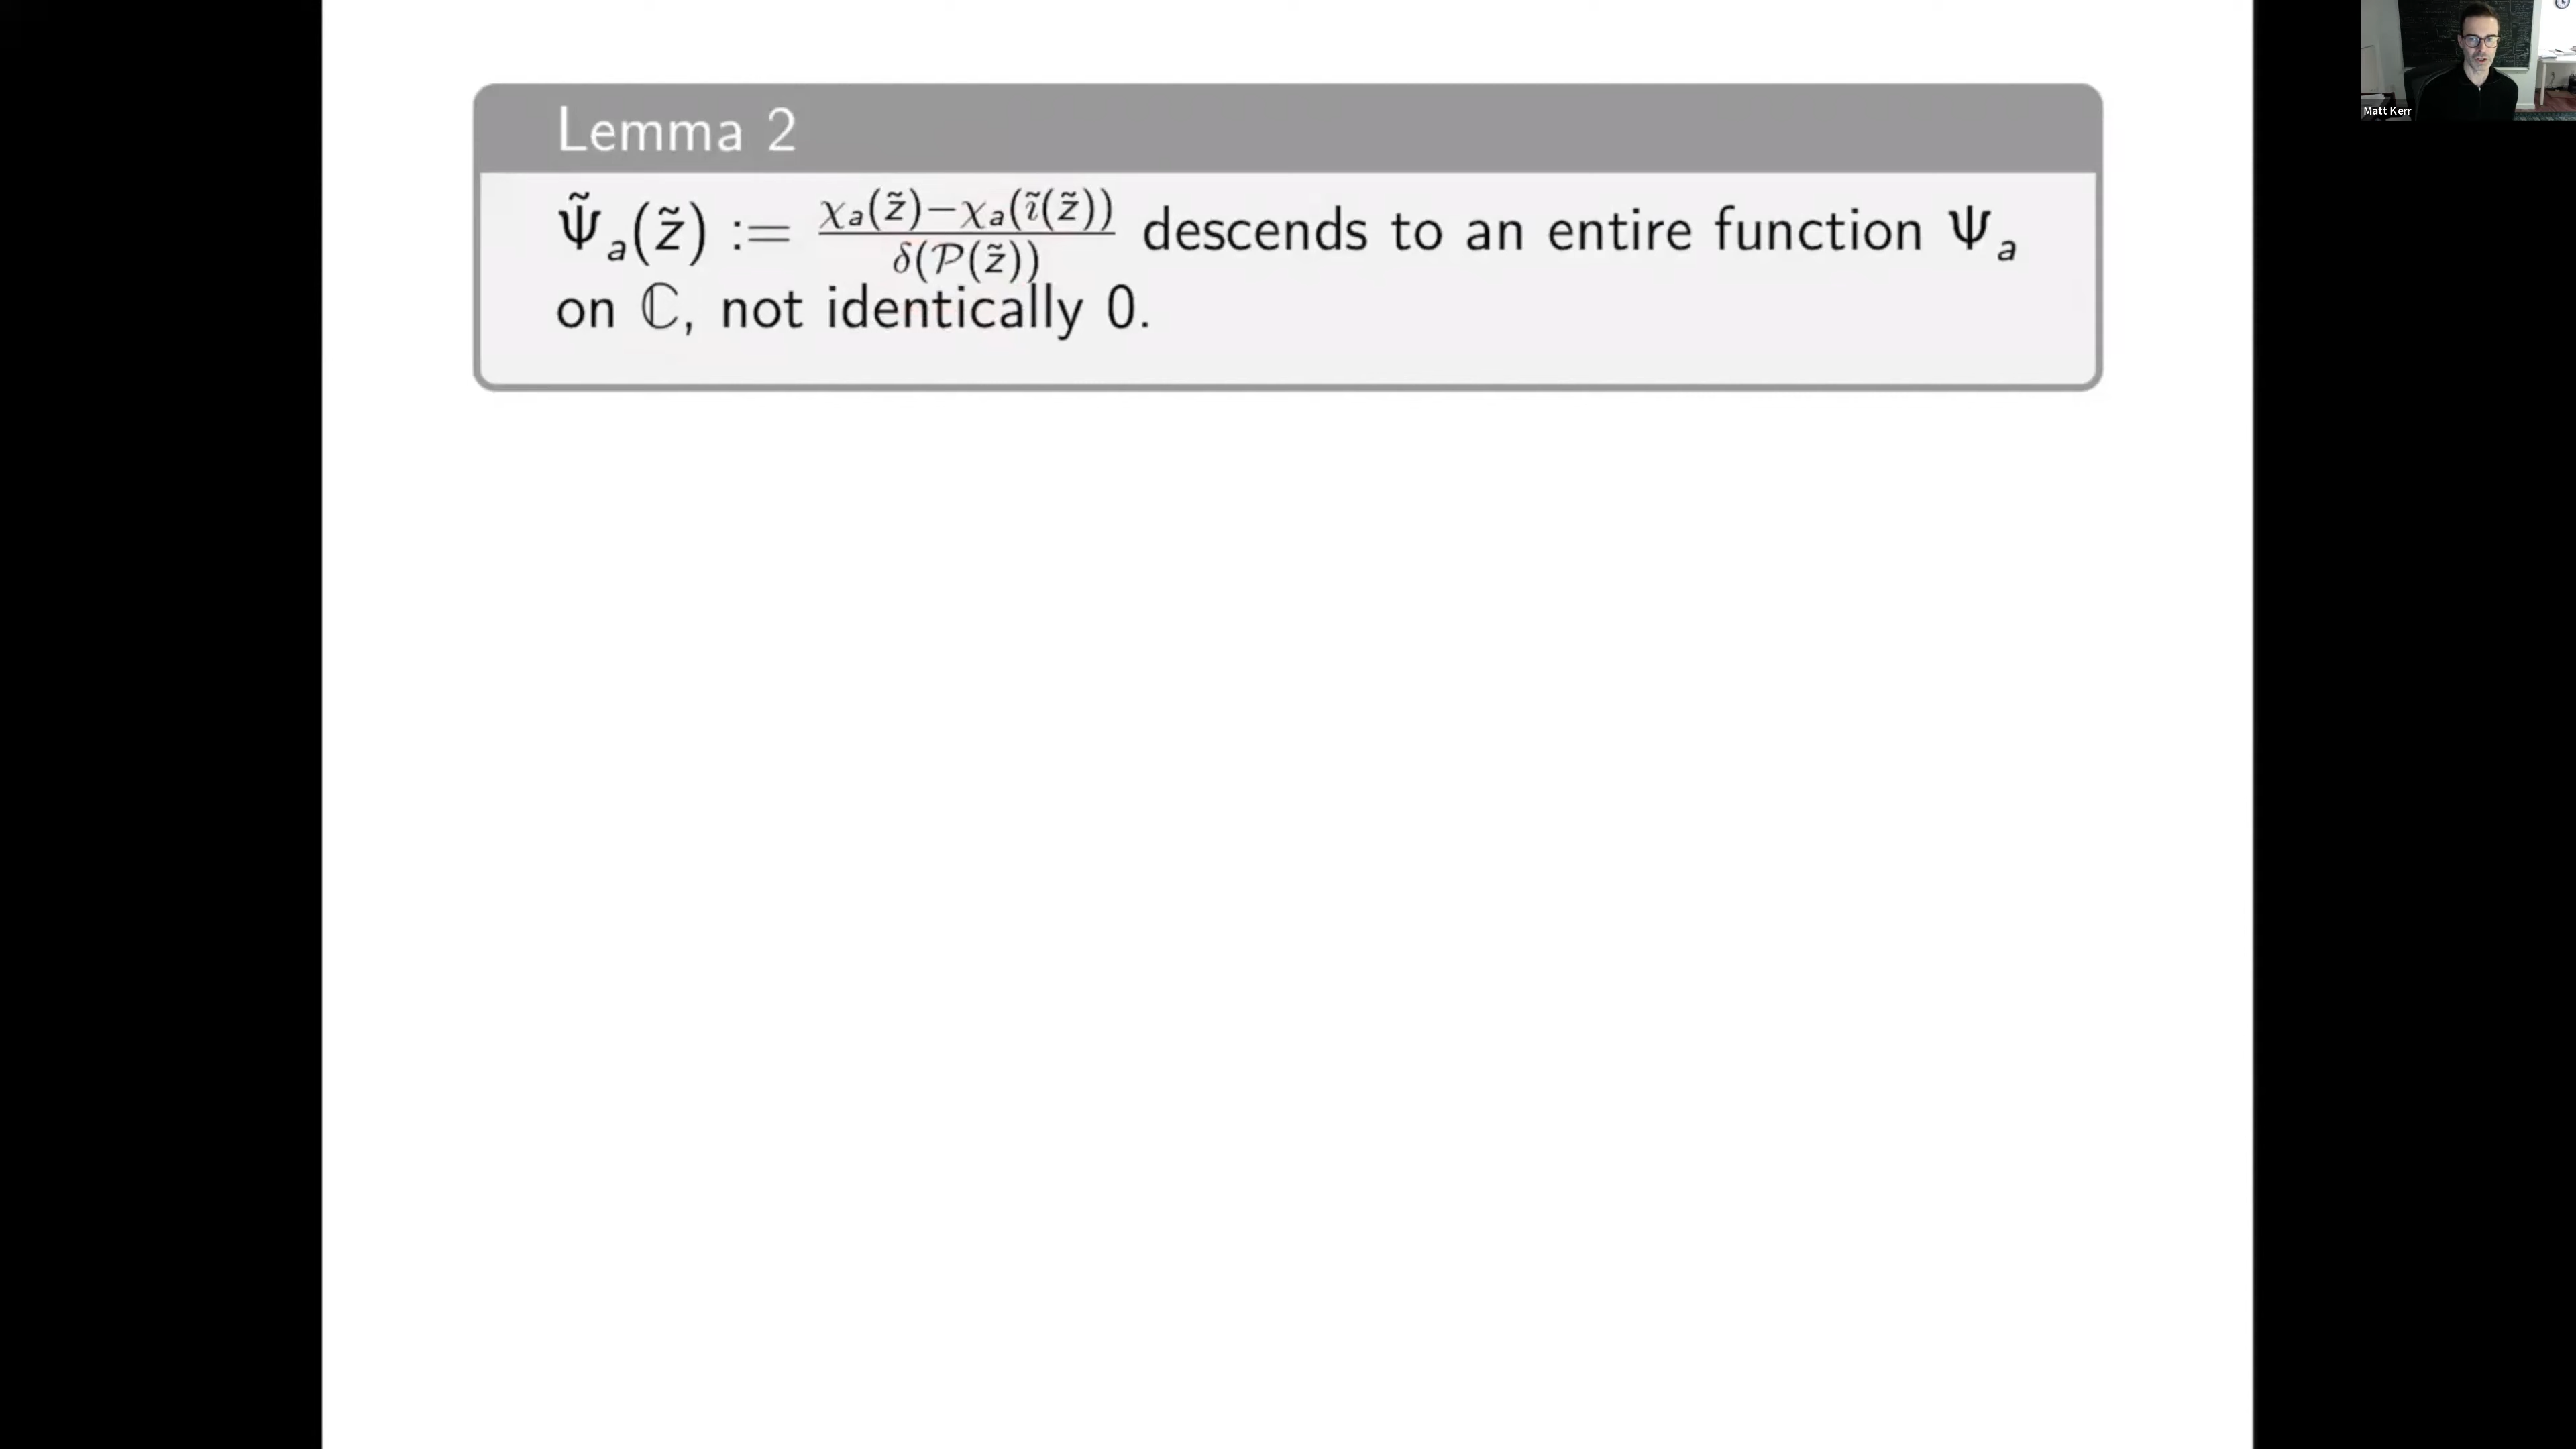 Lemma 2
Ψ̃ₐ(z̃) := (χₐ(z̃)−χₐ(ĩ(z̃)))/δ(𝒫(z̃)) descends to an entire function Ψₐ
on ℂ, not identically 0.
Matt Kerr